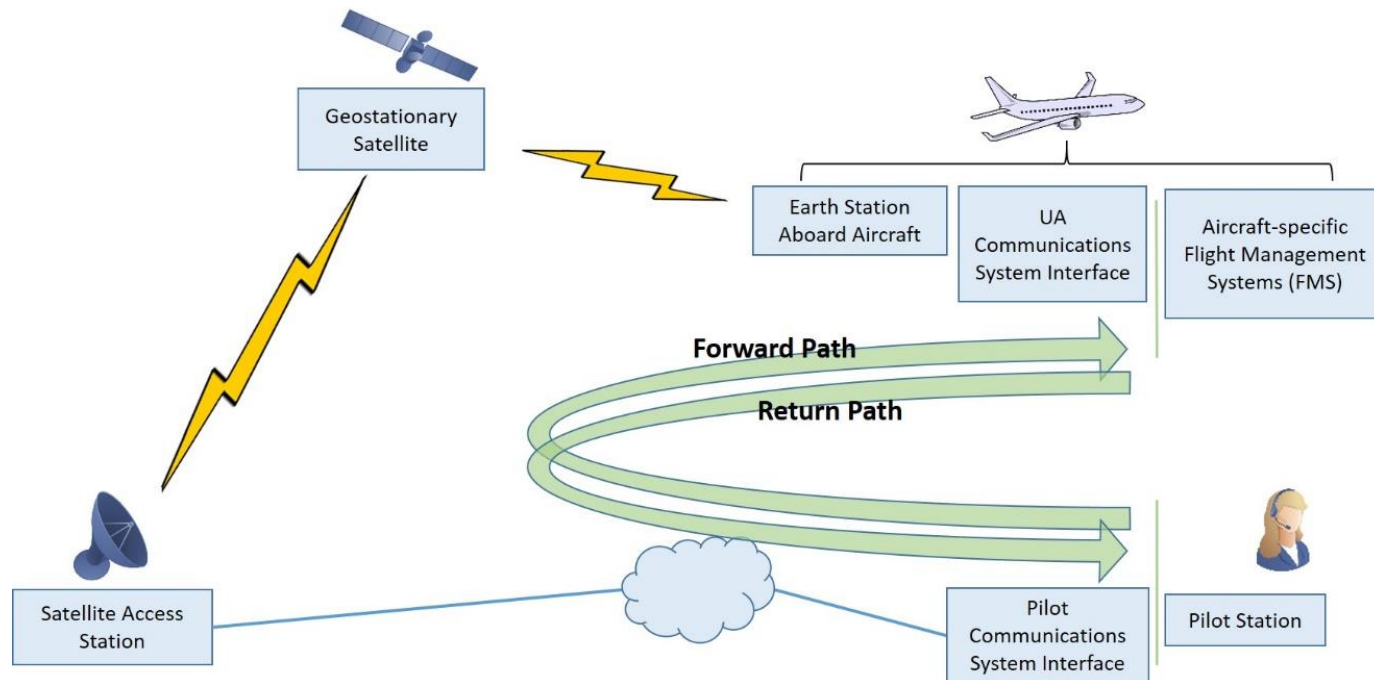 Geostationary
Satellite
Earth Station
Aboard Aircraft
UA
Communications
System Interface
Aircraft-specific
Flight Management
Systems (FMS)
Forward Path
Return Path
Satellite Access
Station
Pilot
Communications
System Interface
Pilot Station